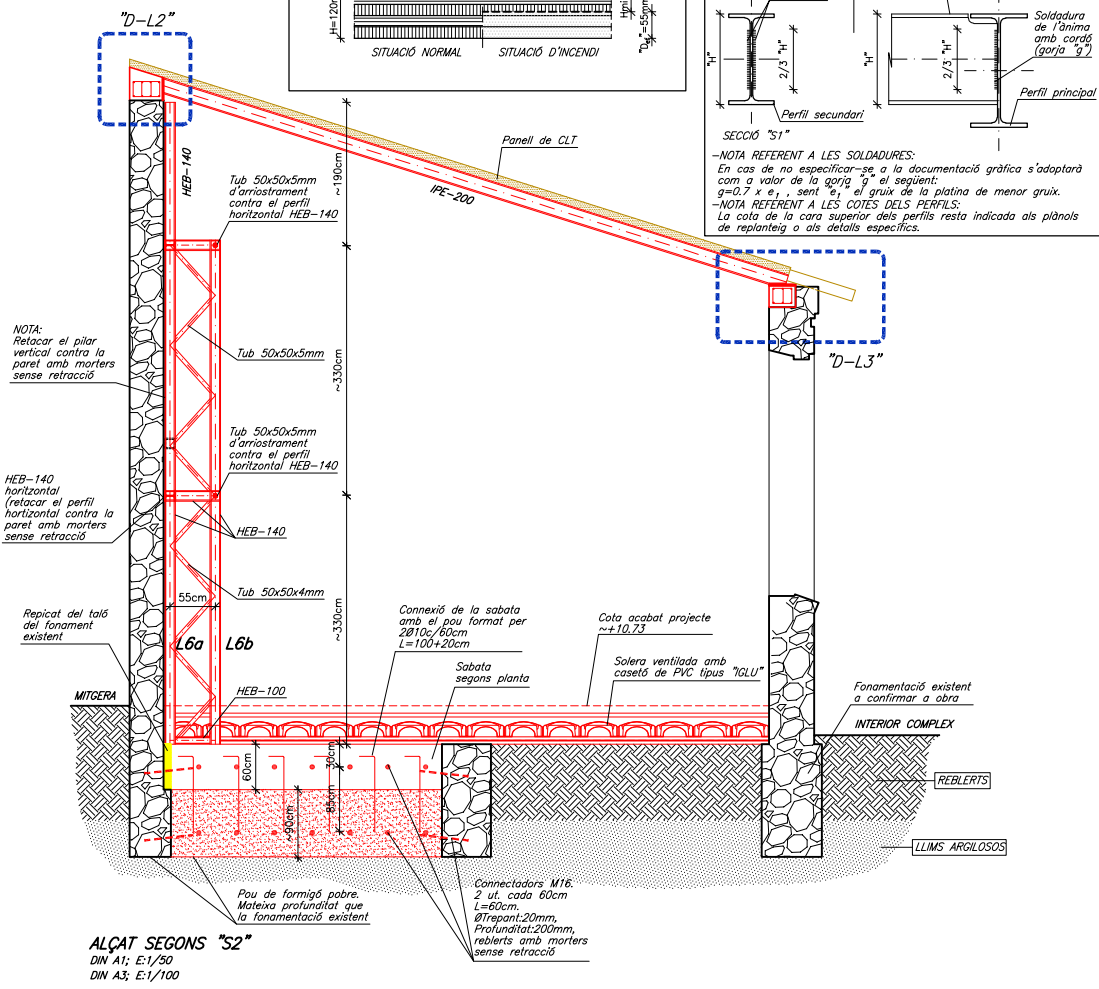 "D-L2"
H=120m
Hmi
"Def"=55mm
SITUACIÓ NORMAL
SITUACIÓ D'INCENDI
"H"
2/3 "H"
Perfil secundari
SECCIÓ "S1"
"H"
2/3 "H"
Soldadura
de l'ànima
amb cordó
(gorja "g")
Perfil principal
-NOTA REFERENT A LES SOLDADURES:
En cas de no especificar-se a la documentació gràfica s'adoptarà
com a valor de la gorja "g" el següent:
g=0.7 x e1 , sent "e1" el gruix de la platina de menor gruix.
-NOTA REFERENT A LES COTES DELS PERFILS:
La cota de la cara superior dels perfils resta indicada als plànols
de replanteig o als detalls específics.
Panell de CLT
IPE-200
HEB-140
~190cm
Tub 50x50x5mm
d'arriostrament
contra el perfil
horitzontal HEB-140
NOTA:
Retacar el pilar
vertical contra la
paret amb morters
sense retracció
Tub 50x50x5mm
~330cm
"D-L3"
Tub 50x50x5mm
d'arriostrament
contra el perfil
horitzontal HEB-140
HEB-140
horitzontal
(retacar el perfil
hortizontal contra la
paret amb morters
sense retracció
HEB-140
Tub 50x50x4mm
55cm
~330cm
Repicat del taló
del fonament
existent
L6a
L6b
Connexió de la sabata
amb el pou format per
2Ø10c/60cm
L=100+20cm
Sabata
segons planta
Cota acabat projecte
~+10.73
Solera ventilada amb
casetó de PVC tipus "IGLU"
HEB-100
MITGERA
Fonamentació existent
a confirmar a obra
INTERIOR COMPLEX
60cm
30cm
85cm
~90cm
REBLERTS
LLIMS ARGILOSOS
Pou de formigó pobre.
Mateixa profunditat que
la fonamentació existent
Connectadors M16.
2 ut. cada 60cm
L=60cm.
ØTrepant:20mm,
Profunditat:200mm,
reblerts amb morters
sense retracció
ALÇAT SEGONS "S2"
DIN A1; E:1/50
DIN A3; E:1/100